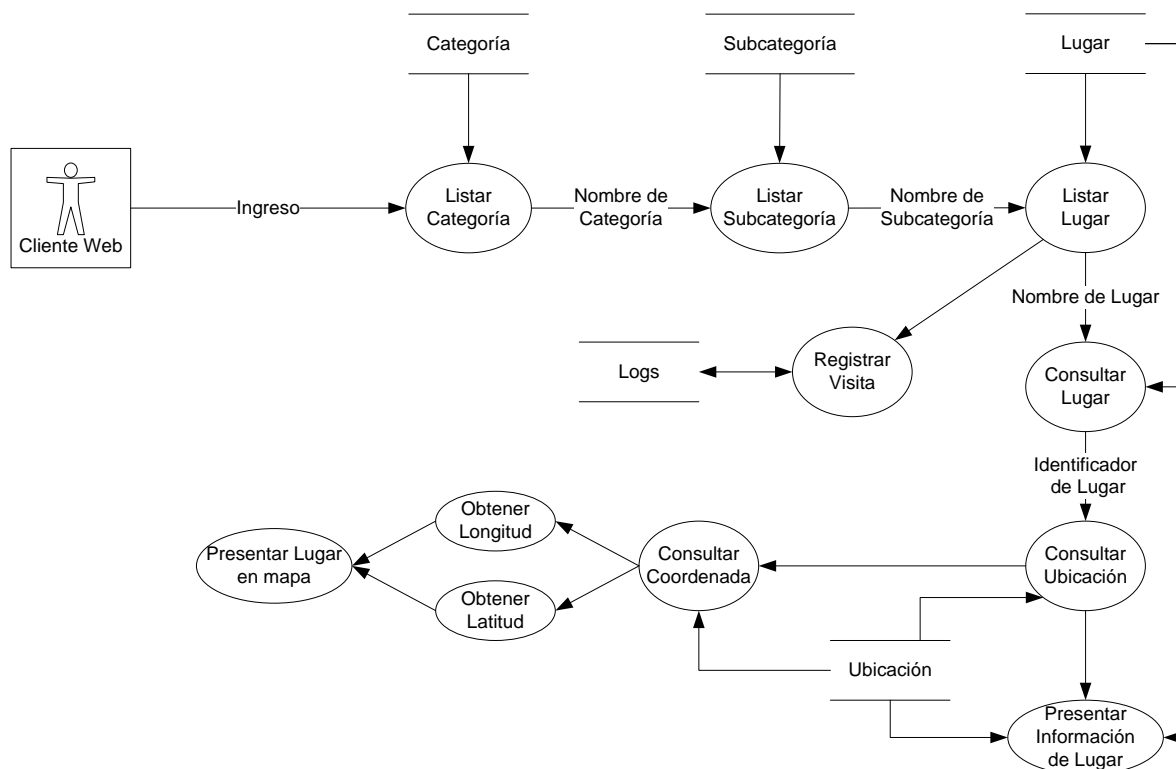 Categoría
Subcategoría
Lugar
Cliente Web
Ingreso
Listar
Categoría
Nombre de
Categoría
Listar
Subcategoría
Nombre de
Subcategoría
Listar
Lugar
Nombre de Lugar
Logs
Registrar
Visita
Consultar
Lugar
Identificador
de Lugar
Obtener
Longitud
Presentar Lugar
en mapa
Obtener
Latitud
Consultar
Coordenada
Consultar
Ubicación
Ubicación
Presentar
Información
de Lugar